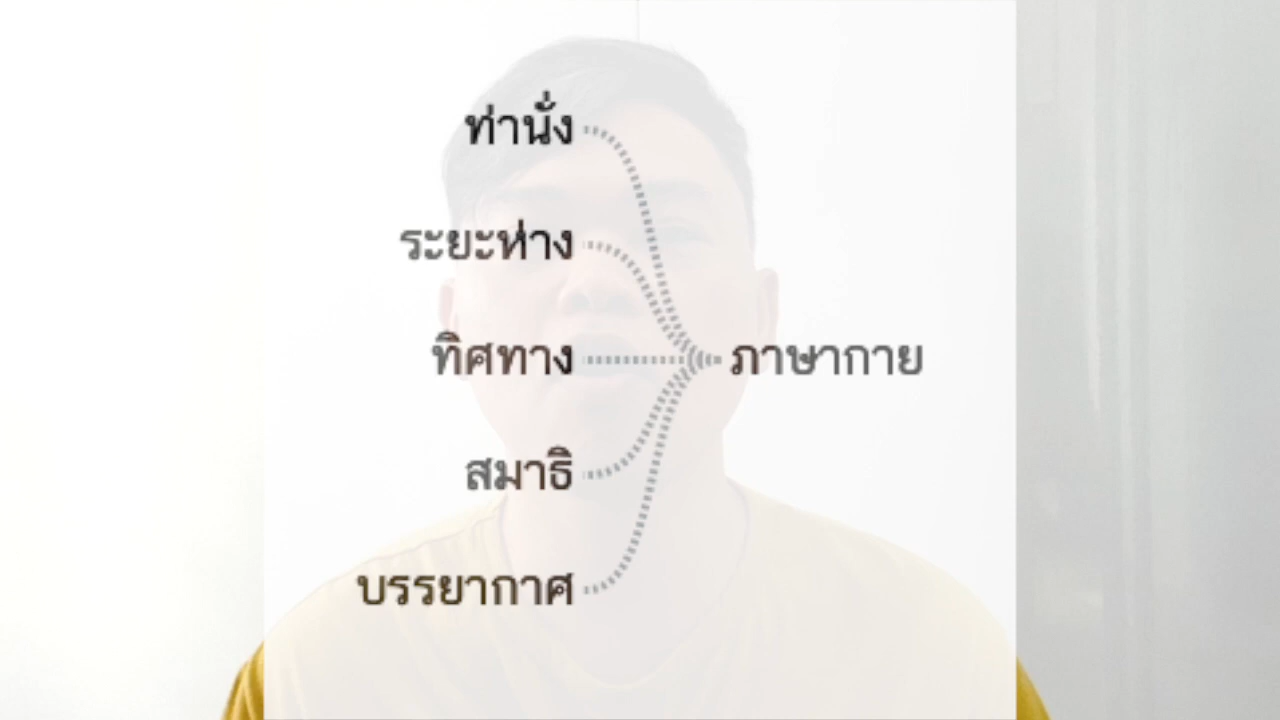 ท่านั่ง
ระยะห่าง
ทิศทาง
ภาษากาย
สมาธิ
บรรยากาศ